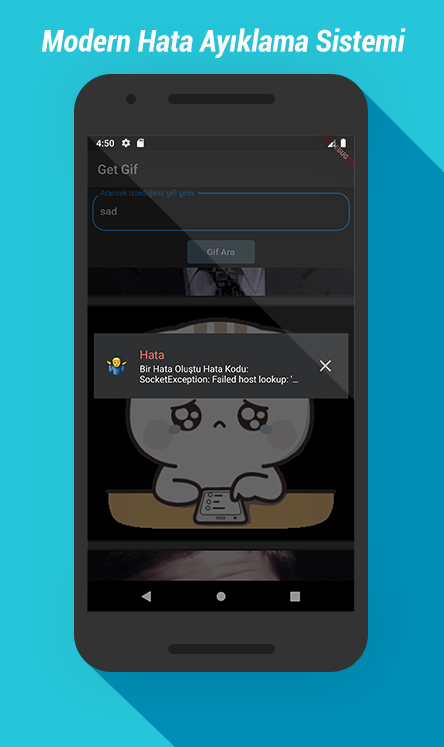 Modern Hata Ayıklama Sistemi
4:50
DEBUG
Get Gif
Aramak istediğiniz gifi girin
sad
Gif Ara
Hata
Bir Hata Oluştu Hata Kodu:
SocketException: Failed host lookup: '...